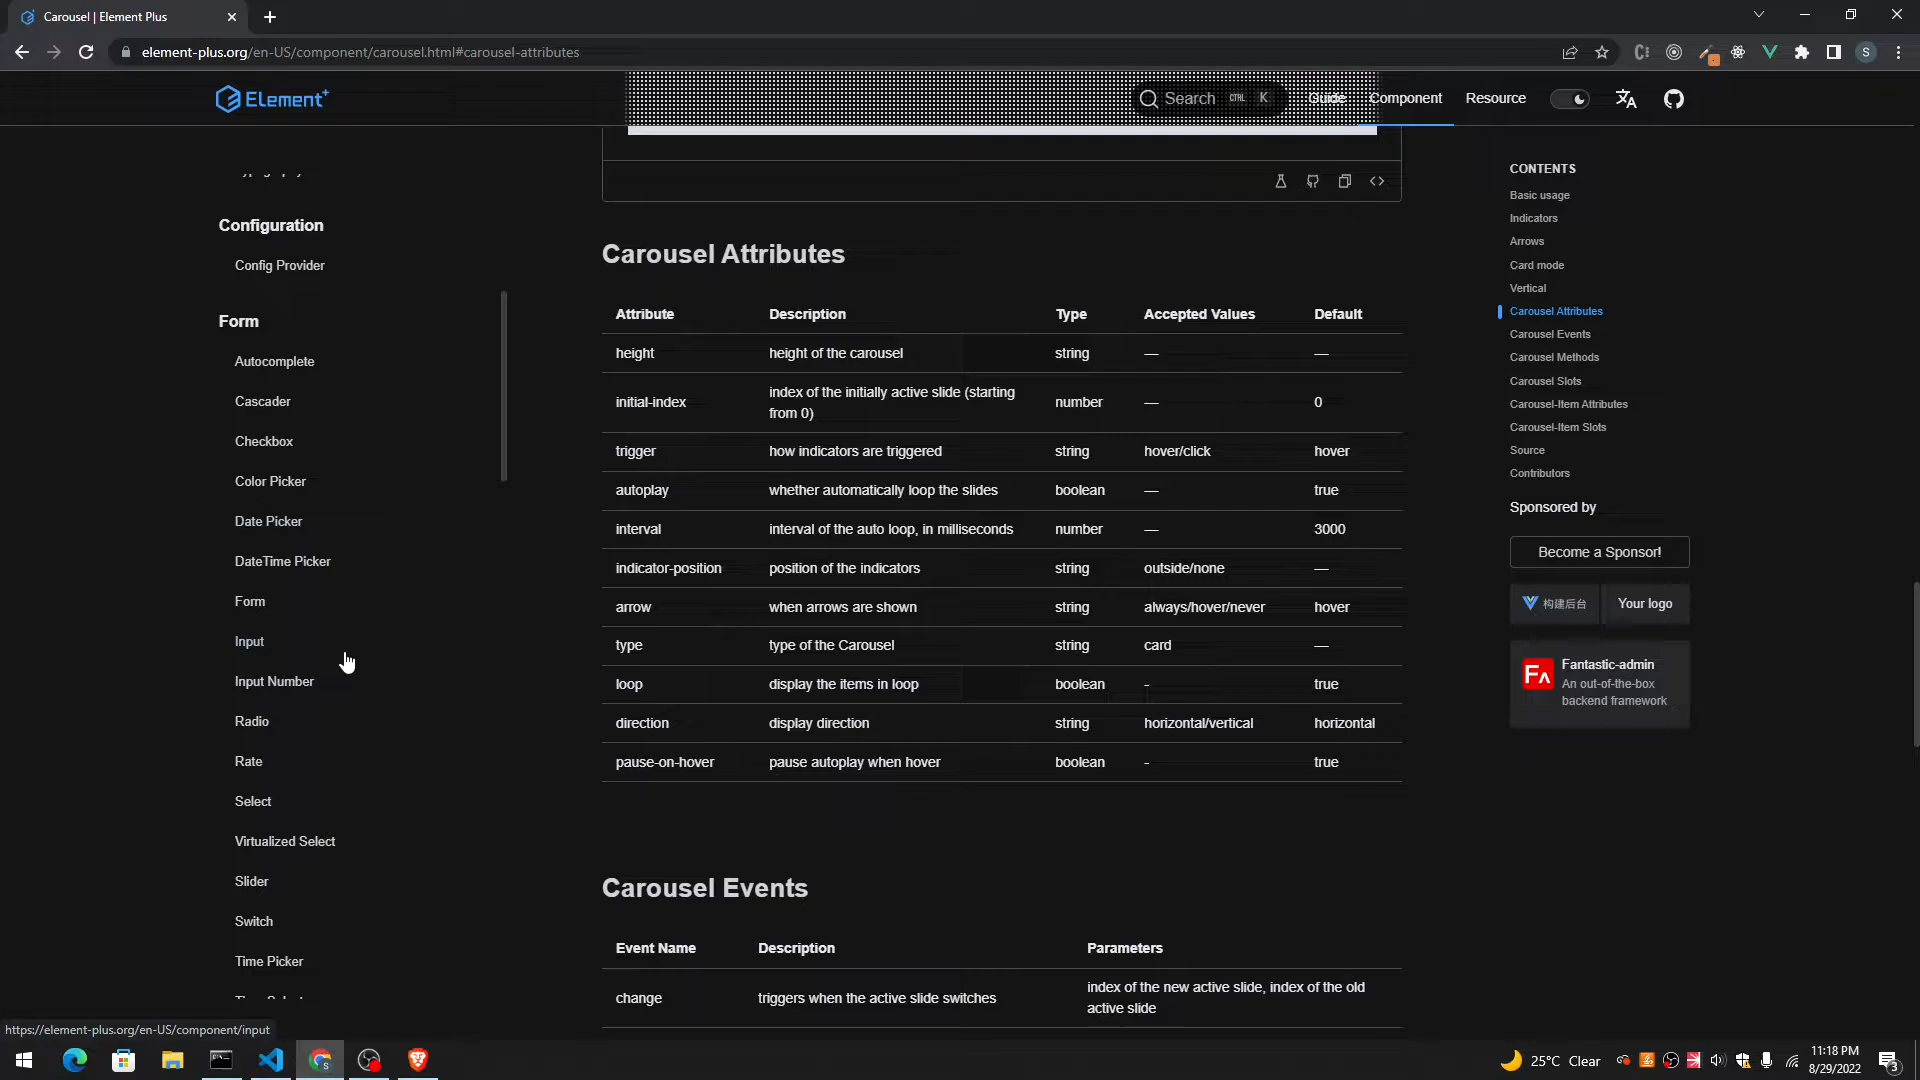 Carousel | Element Plus
element-plus.org/en-US/component/carousel.html#carousel-attributes
S
Element+
Search CTRL K
Guide
Component
Resource
Configuration
Config Provider
Form
Autocomplete
Cascader
Checkbox
Color Picker
Date Picker
DateTime Picker
Form
Input
Input Number
Radio
Rate
Select
Virtualized Select
Slider
Switch
Time Picker
Carousel Attributes
Attribute Description Type Accepted Values Default
height height of the carousel string — —
initial-index index of the initially active slide (starting from 0) number — 0
trigger how indicators are triggered string hover/click hover
autoplay whether automatically loop the slides boolean — true
interval interval of the auto loop, in milliseconds number — 3000
indicator-position position of the indicators string outside/none —
arrow when arrows are shown string always/hover/never hover
type type of the Carousel string card —
loop display the items in loop boolean - true
direction display direction string horizontal/vertical horizontal
pause-on-hover pause autoplay when hover boolean - true
Carousel Events
Event Name Description Parameters
change triggers when the active slide switches index of the new active slide, index of the old active slide
CONTENTS
Basic usage
Indicators
Arrows
Card mode
Vertical
Carousel Attributes
Carousel Events
Carousel Methods
Carousel Slots
Carousel-Item Attributes
Carousel-Item Slots
Source
Contributors
Sponsored by
Become a Sponsor!
构建后台
Your logo
Fantastic-admin
An out-of-the-box
backend framework
https://element-plus.org/en-US/component/input
25°C Clear
11:18 PM
8/29/2022
3